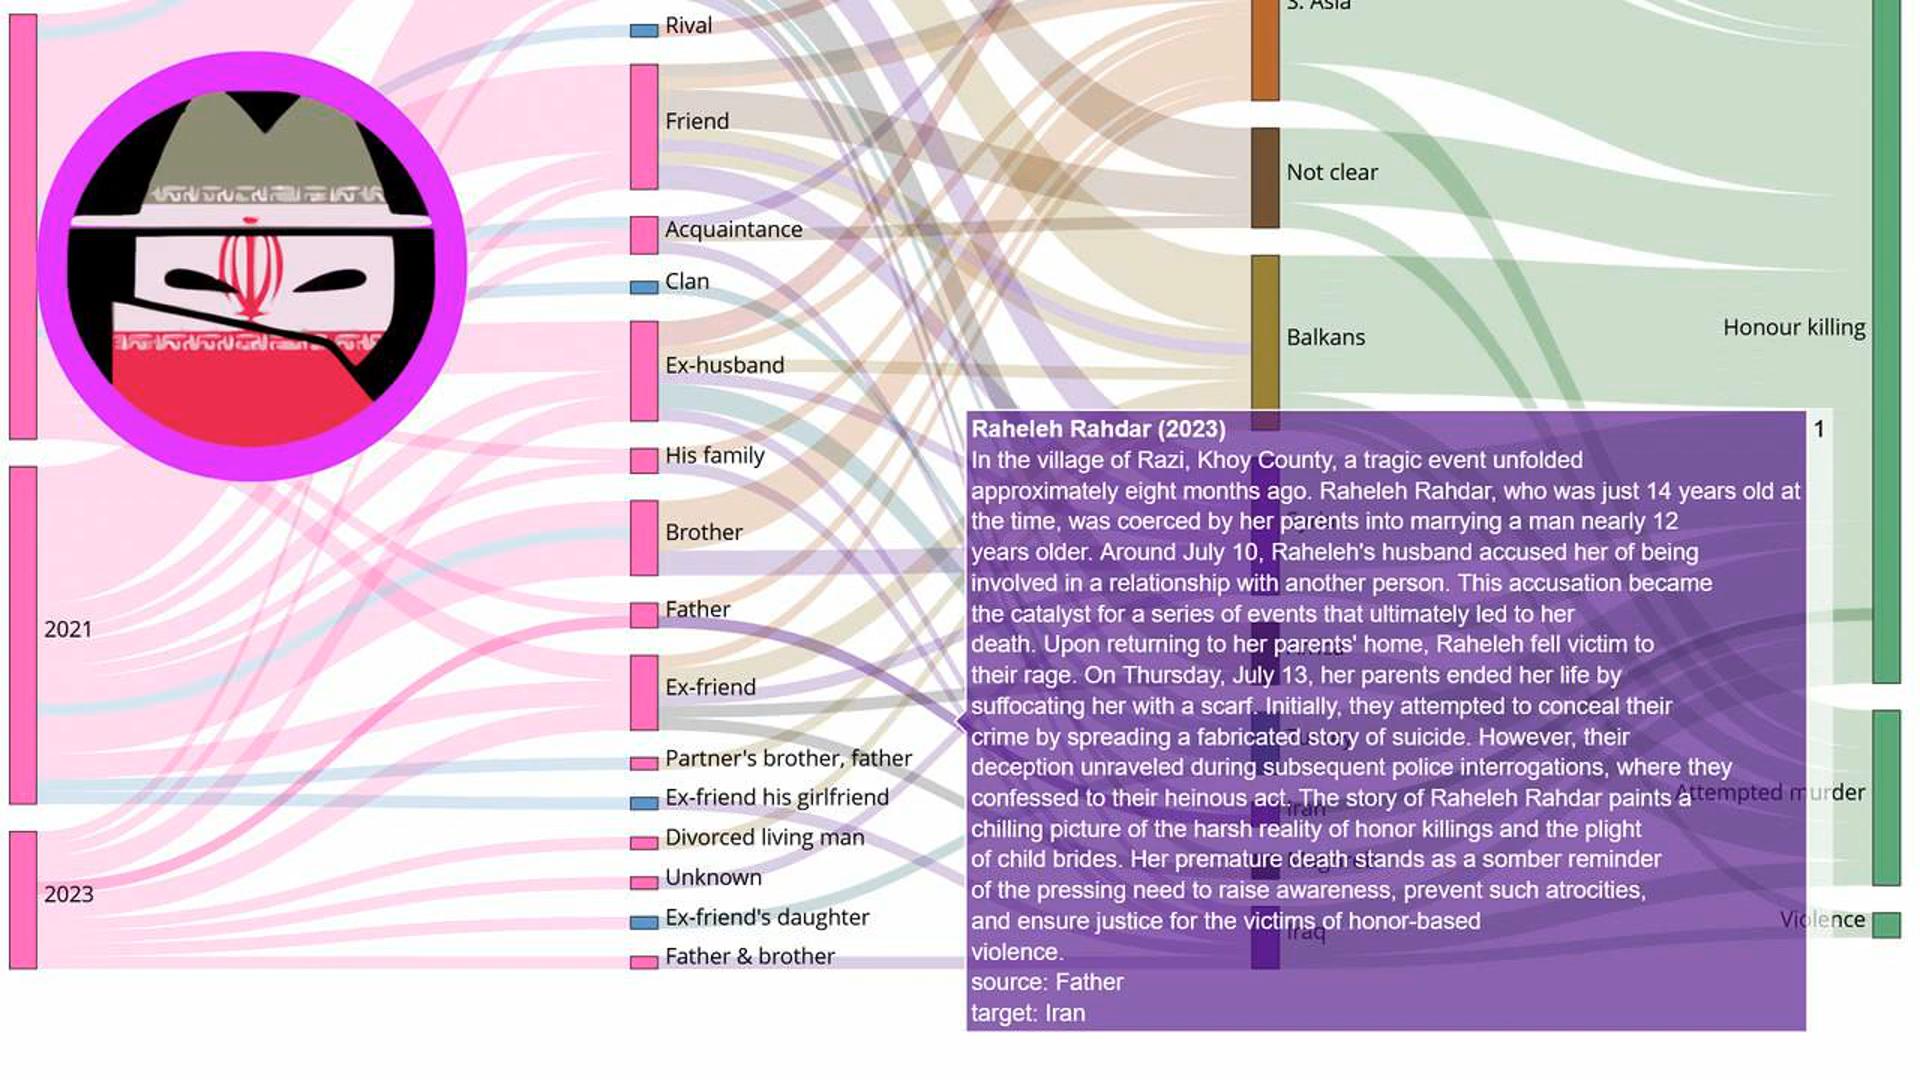 S. Asia
Rival
Friend
Not clear
Acquaintance
Clan
Honour killing
Balkans
Ex-husband
His family
Raheleh Rahdar (2023)
1
In the village of Razi, Khoy County, a tragic event unfolded
approximately eight months ago. Raheleh Rahdar, who was just 14 years old at
the time, was coerced by her parents into marrying a man nearly 12
years older. Around July 10, Raheleh's husband accused her of being
involved in a relationship with another person. This accusation became
the catalyst for a series of events that ultimately led to her
death. Upon returning to her parents' home, Raheleh fell victim to
their rage. On Thursday, July 13, her parents ended her life by
suffocating her with a scarf. Initially, they attempted to conceal their
crime by spreading a fabricated story of suicide. However, their
deception unraveled during subsequent police interrogations, where they
confessed to their heinous act. The story of Raheleh Rahdar paints a
chilling picture of the harsh reality of honor killings and the plight
of child brides. Her premature death stands as a somber reminder
of the pressing need to raise awareness, prevent such atrocities,
and ensure justice for the victims of honor-based
violence.
source: Father
target: Iran
Brother
Father
2021
Ex-friend
Partner's brother, father
Ex-friend his girlfriend
Divorced living man
2023
Unknown
Ex-friend's daughter
Father & brother
Iran
Iraq
Attempted murder
Violence